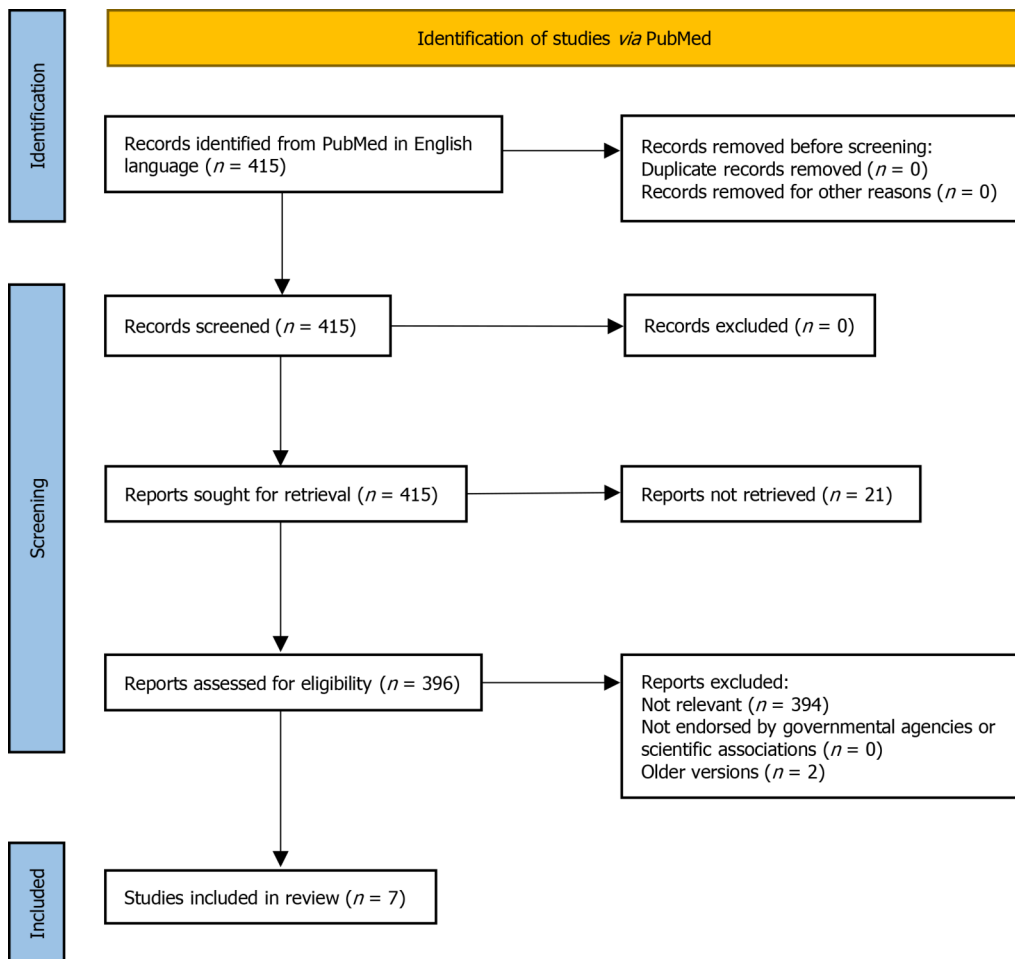 Identification of studies via PubMed
Identification
Records identified from PubMed in English
language (n = 415)
Records removed before screening:
Duplicate records removed (n = 0)
Records removed for other reasons (n = 0)
Screening
Records screened (n = 415)
Records excluded (n = 0)
Reports sought for retrieval (n = 415)
Reports not retrieved (n = 21)
Reports assessed for eligibility (n = 396)
Reports excluded:
Not relevant (n = 394)
Not endorsed by governmental agencies or
scientific associations (n = 0)
Older versions (n = 2)
Included
Studies included in review (n = 7)